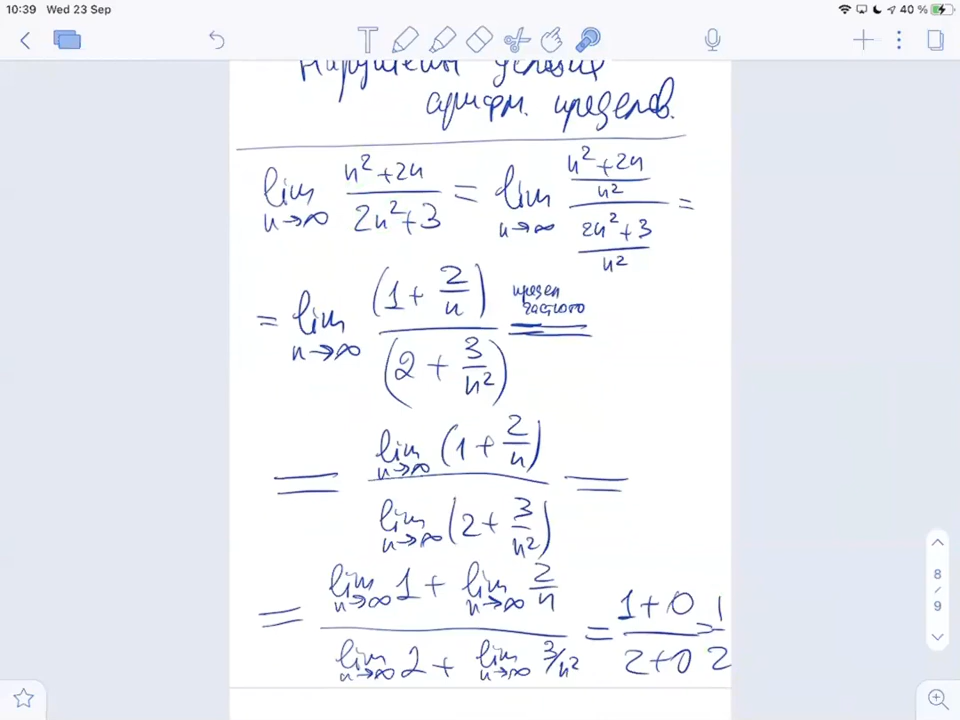 10:39 Wed 23 Sep
40 %
арифм. пределов.
lim n→∞ (n²+2n)/(2n²+3) = lim n→∞ ((n²+2n)/n²)/((2n²+3)/n²) =
= lim n→∞ (1+2/n)/(2+3/n²) предел частного
= lim n→∞ (1+2/n) / lim n→∞ (2+3/n²) =
= (lim n→∞ 1 + lim n→∞ 2/n)/(lim n→∞ 2 + lim n→∞ 3/n²) = (1+0)/(2+0) = 1/2
8
/
9